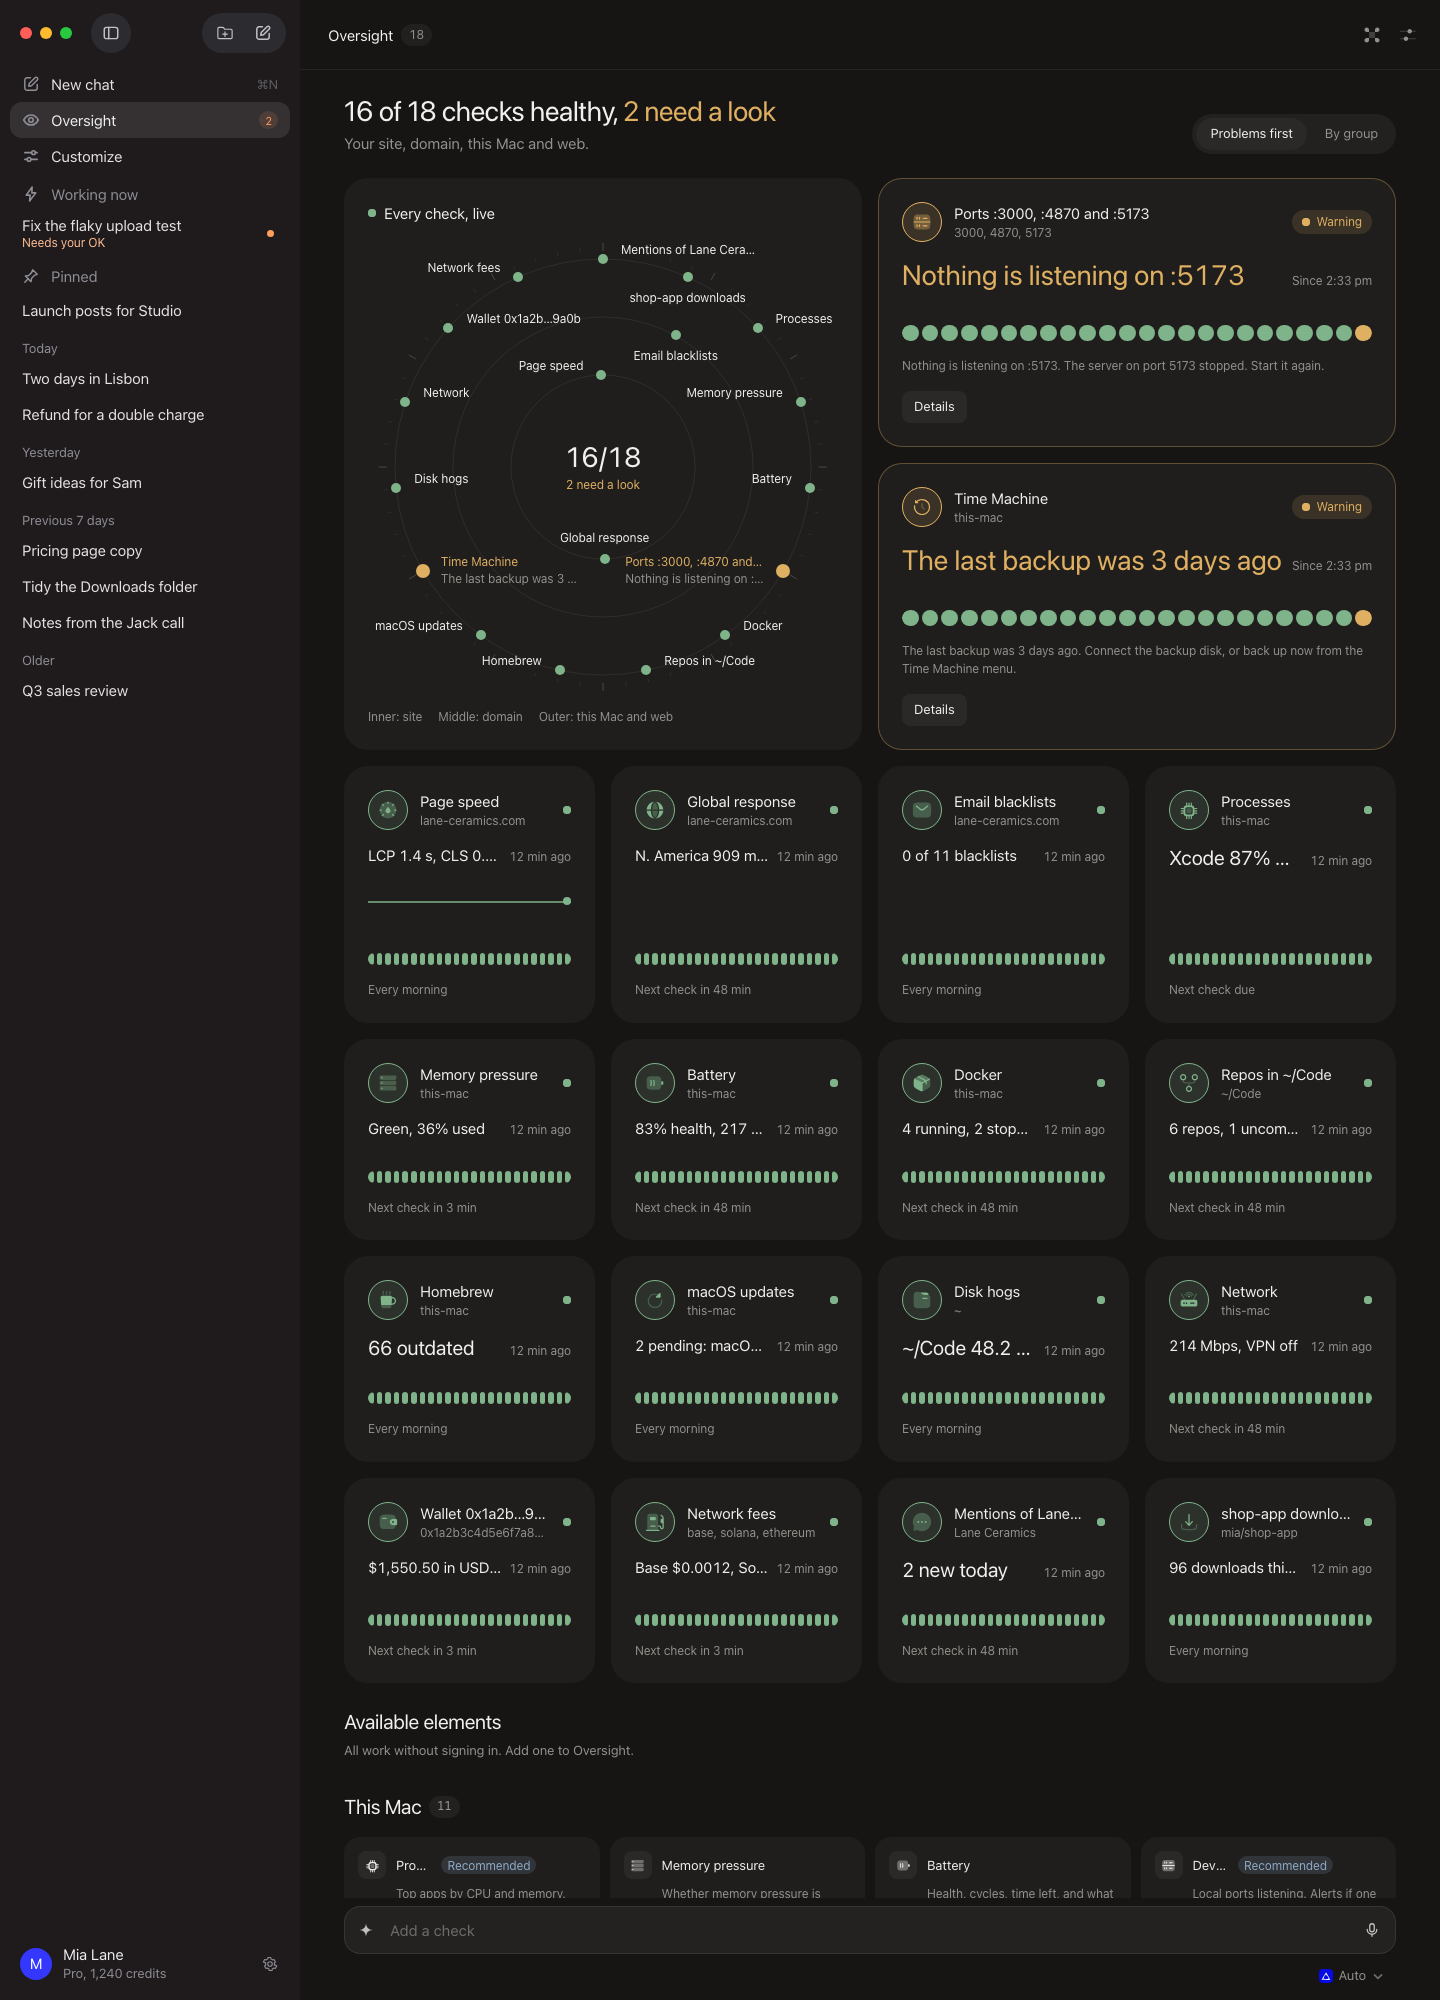 New chat
⌘N
Oversight
2
Customize
Working now
Fix the flaky upload test
Needs your OK
Pinned
Launch posts for Studio
Today
Two days in Lisbon
Refund for a double charge
Yesterday
Gift ideas for Sam
Previous 7 days
Pricing page copy
Tidy the Downloads folder
Notes from the Jack call
Older
Q3 sales review
M
Mia Lane
Pro, 1,240 credits
Oversight 18
16 of 18 checks healthy, 2 need a look
Your site, domain, this Mac and web.
Problems first
By group
Every check, live
Mentions of Lane Cera...
Network fees
shop-app downloads
Wallet 0x1a2b...9a0b
Processes
Email blacklists
Page speed
Network
Memory pressure
16/18
2 need a look
Disk hogs
Battery
Global response
Time Machine
The last backup was 3 ...
Ports :3000, :4870 and...
Nothing is listening on :...
macOS updates
Docker
Homebrew
Repos in ~/Code
Inner: site
Middle: domain
Outer: this Mac and web
Ports :3000, :4870 and :5173
3000, 4870, 5173
Warning
Nothing is listening on :5173
Since 2:33 pm
Nothing is listening on :5173. The server on port 5173 stopped. Start it again.
Details
Time Machine
this-mac
Warning
The last backup was 3 days ago
Since 2:33 pm
The last backup was 3 days ago. Connect the backup disk, or back up now from the
Time Machine menu.
Details
Page speed
lane-ceramics.com
LCP 1.4 s, CLS 0....
12 min ago
Every morning
Global response
lane-ceramics.com
N. America 909 m...
12 min ago
Next check in 48 min
Email blacklists
lane-ceramics.com
0 of 11 blacklists
12 min ago
Every morning
Processes
this-mac
Xcode 87% ...
12 min ago
Next check due
Memory pressure
this-mac
Green, 36% used
12 min ago
Next check in 3 min
Battery
this-mac
83% health, 217 ...
12 min ago
Next check in 48 min
Docker
this-mac
4 running, 2 stop...
12 min ago
Next check in 48 min
Repos in ~/Code
~/Code
6 repos, 1 uncom...
12 min ago
Next check in 48 min
Homebrew
this-mac
66 outdated
12 min ago
Every morning
macOS updates
this-mac
2 pending: macO...
12 min ago
Every morning
Disk hogs
~
~/Code 48.2 ...
12 min ago
Every morning
Network
this-mac
214 Mbps, VPN off
12 min ago
Next check in 48 min
Wallet 0x1a2b...9...
0x1a2b3c4d5e6f7a8...
$1,550.50 in USD...
12 min ago
Next check in 3 min
Network fees
base, solana, ethereum
Base $0.0012, So...
12 min ago
Next check in 3 min
Mentions of Lane...
Lane Ceramics
2 new today
12 min ago
Next check in 48 min
shop-app downlo...
mia/shop-app
96 downloads thi...
12 min ago
Every morning
Available elements
All work without signing in. Add one to Oversight.
This Mac 11
Pro...
Recommended
Top apps by CPU and memory.
Memory pressure
Whether memory pressure is
Battery
Health, cycles, time left, and what
Dev...
Recommended
Local ports listening. Alerts if one
Add a check
Auto